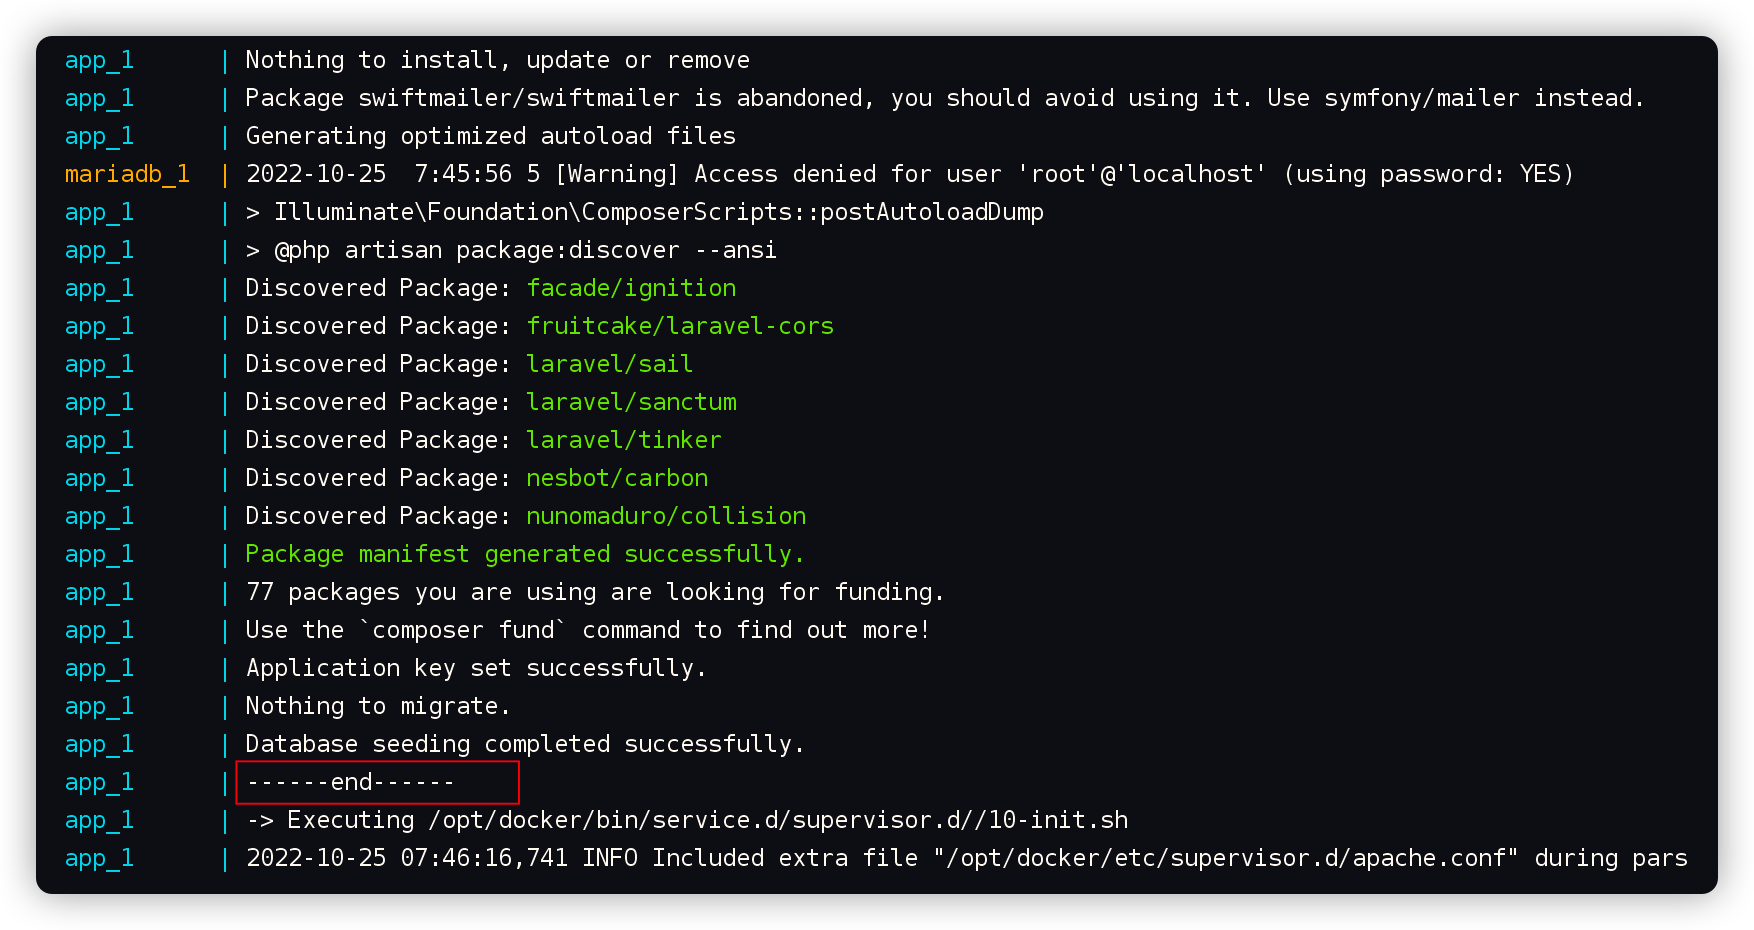 app_1      | Nothing to install, update or remove
app_1      | Package swiftmailer/swiftmailer is abandoned, you should avoid using it. Use symfony/mailer instead.
app_1      | Generating optimized autoload files
mariadb_1  | 2022-10-25  7:45:56 5 [Warning] Access denied for user 'root'@'localhost' (using password: YES)
app_1      | > Illuminate\Foundation\ComposerScripts::postAutoloadDump
app_1      | > @php artisan package:discover --ansi
app_1      | Discovered Package: facade/ignition
app_1      | Discovered Package: fruitcake/laravel-cors
app_1      | Discovered Package: laravel/sail
app_1      | Discovered Package: laravel/sanctum
app_1      | Discovered Package: laravel/tinker
app_1      | Discovered Package: nesbot/carbon
app_1      | Discovered Package: nunomaduro/collision
app_1      | Package manifest generated successfully.
app_1      | 77 packages you are using are looking for funding.
app_1      | Use the `composer fund` command to find out more!
app_1      | Application key set successfully.
app_1      | Nothing to migrate.
app_1      | Database seeding completed successfully.
app_1      | ------end------
app_1      | -> Executing /opt/docker/bin/service.d/supervisor.d//10-init.sh
app_1      | 2022-10-25 07:46:16,741 INFO Included extra file "/opt/docker/etc/supervisor.d/apache.conf" during pars